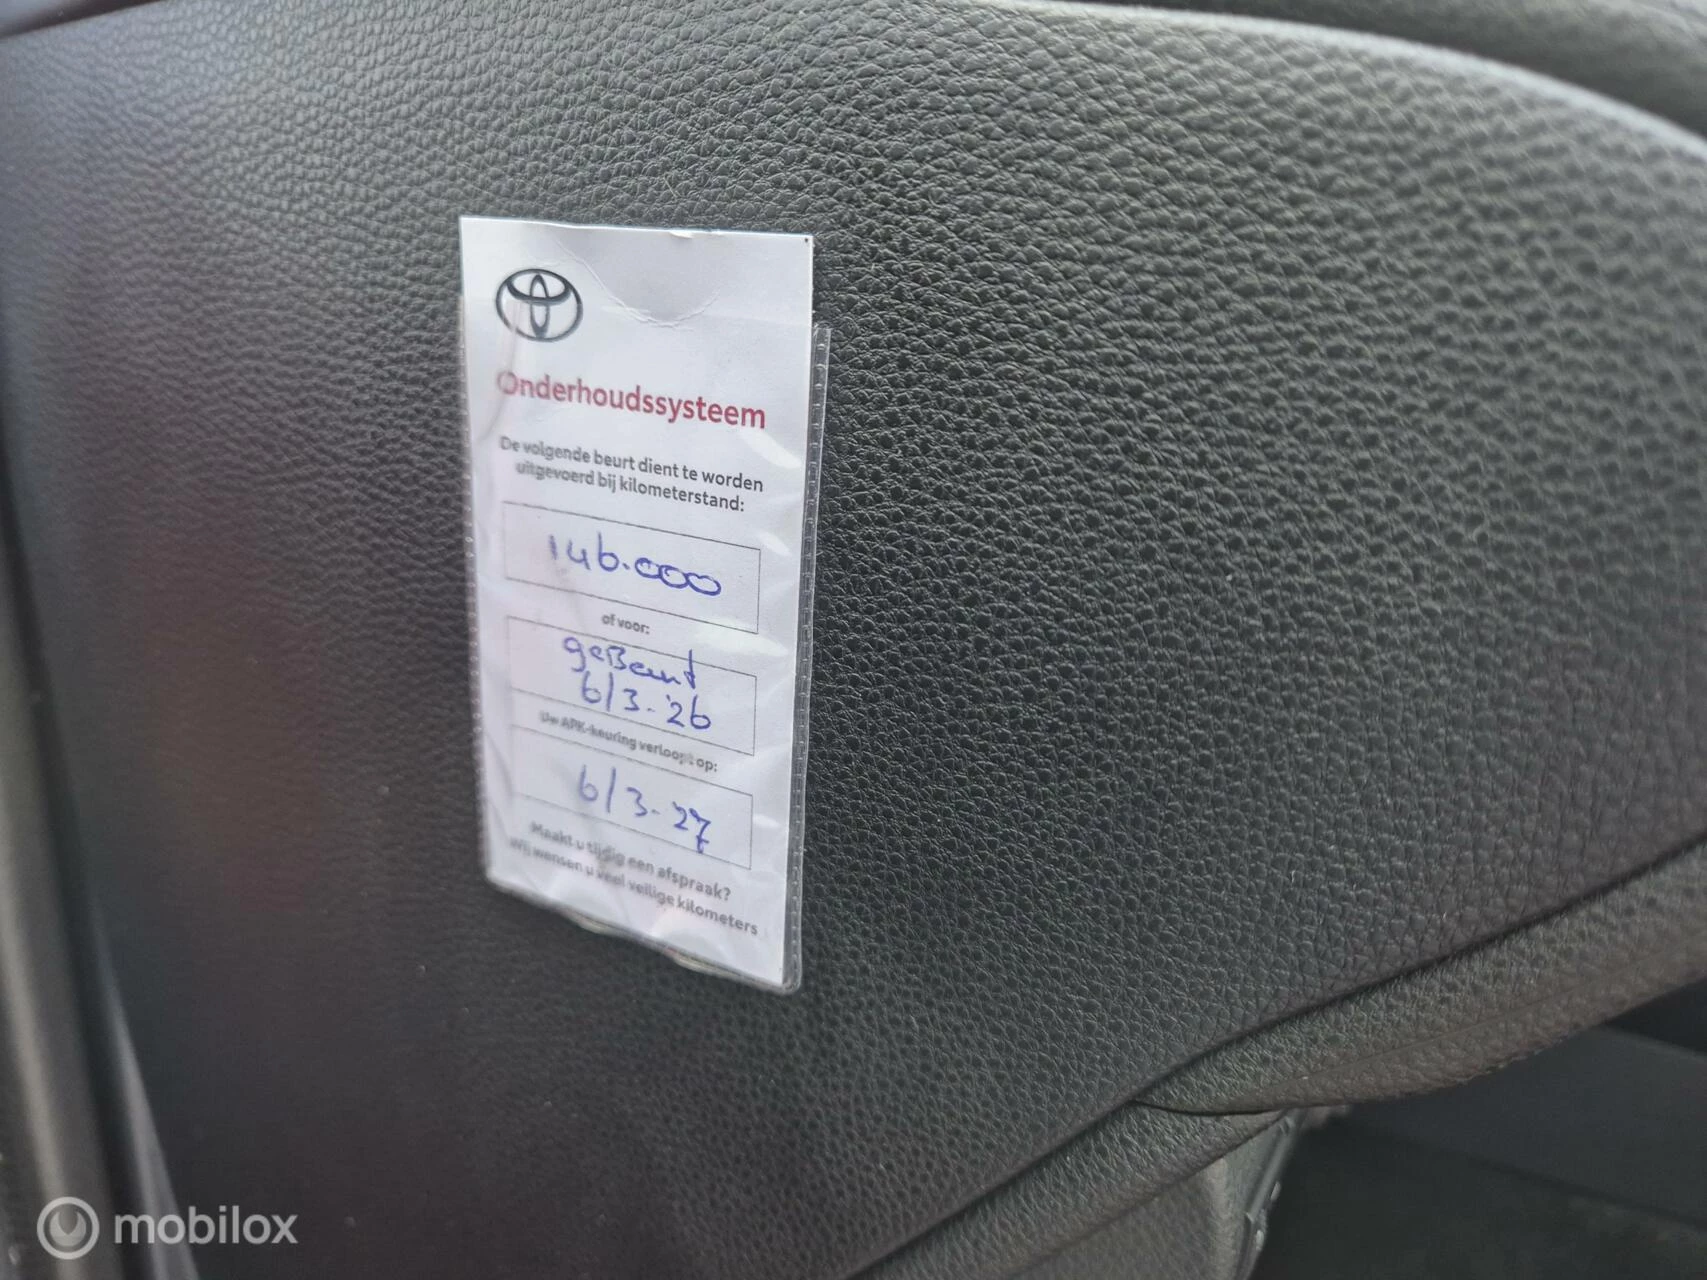 Onderhoudssysteem
De volgende beurt dient te worden
uitgevoerd bij kilometerstand:
146.000
of voor:
geBeurt
6/3-'26
Uw APK-keuring verloopt op:
6/3-'27
Maakt u tijdig een afspraak?
Wij wensen u veel veilige kilometers
mobilox